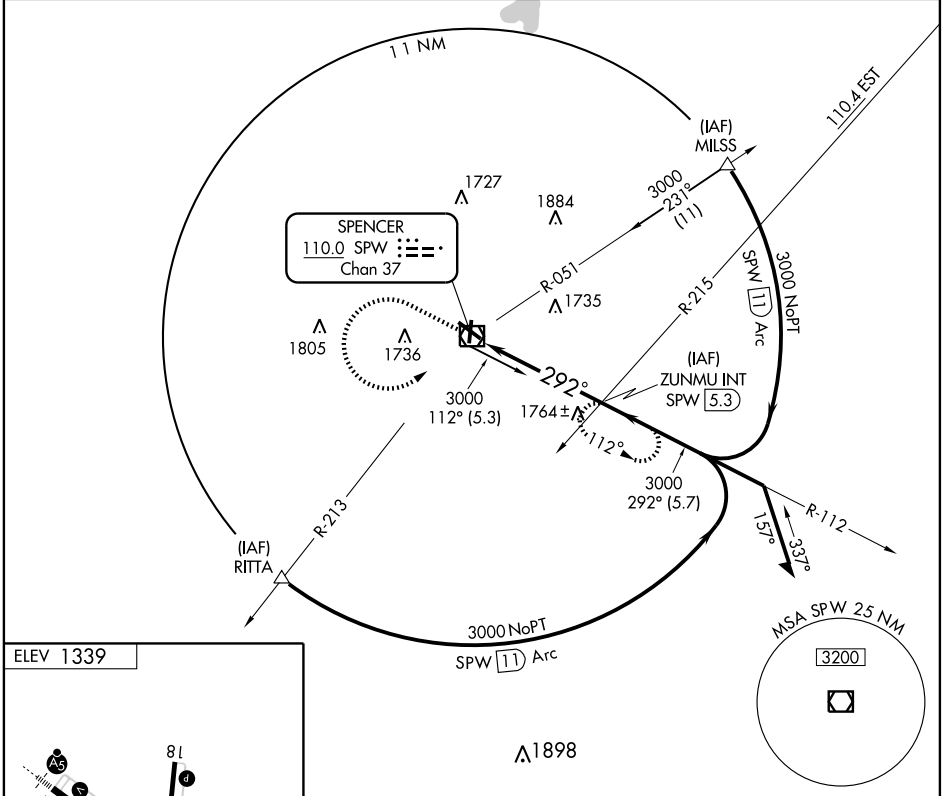 11 NM
110.4 EST
(IAF)
MILSS
3000
231°
(11)
1727
1884
SPENCER
110.0 SPW
Chan 37
R-051
R-215
3000 NoPT
SPW 11 Arc
1735
1805
1736
3000
112° (5.3)
292°
(IAF)
ZUNMU INT
SPW 5.3
1764±
112°
3000
292° (5.7)
R-213
R-112
157°
337°
(IAF)
RITTA
3000 NoPT
SPW 11 Arc
MSA SPW 25 NM
3200
ELEV 1339
1898
18
A5
V
P